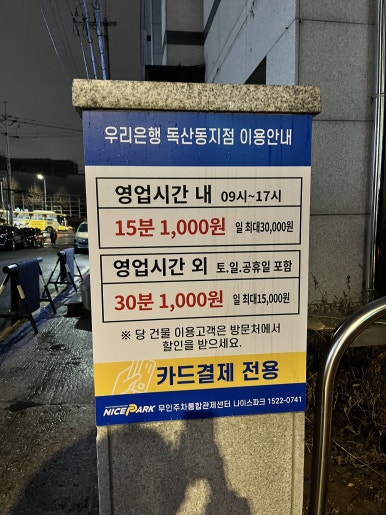 우리은행 독산동지점 이용안내
영업시간 내 09시~17시
15분 1,000원 일 최대30,000원
영업시간 외 토.일.공휴일 포함
30분 1,000원 일 최대15,000원
※ 당 건물 이용고객은 방문처에서
할인을 받으세요.
카드결제 전용
NICEPARK 무인주차통합관제센터 나이스파크 1522-0741